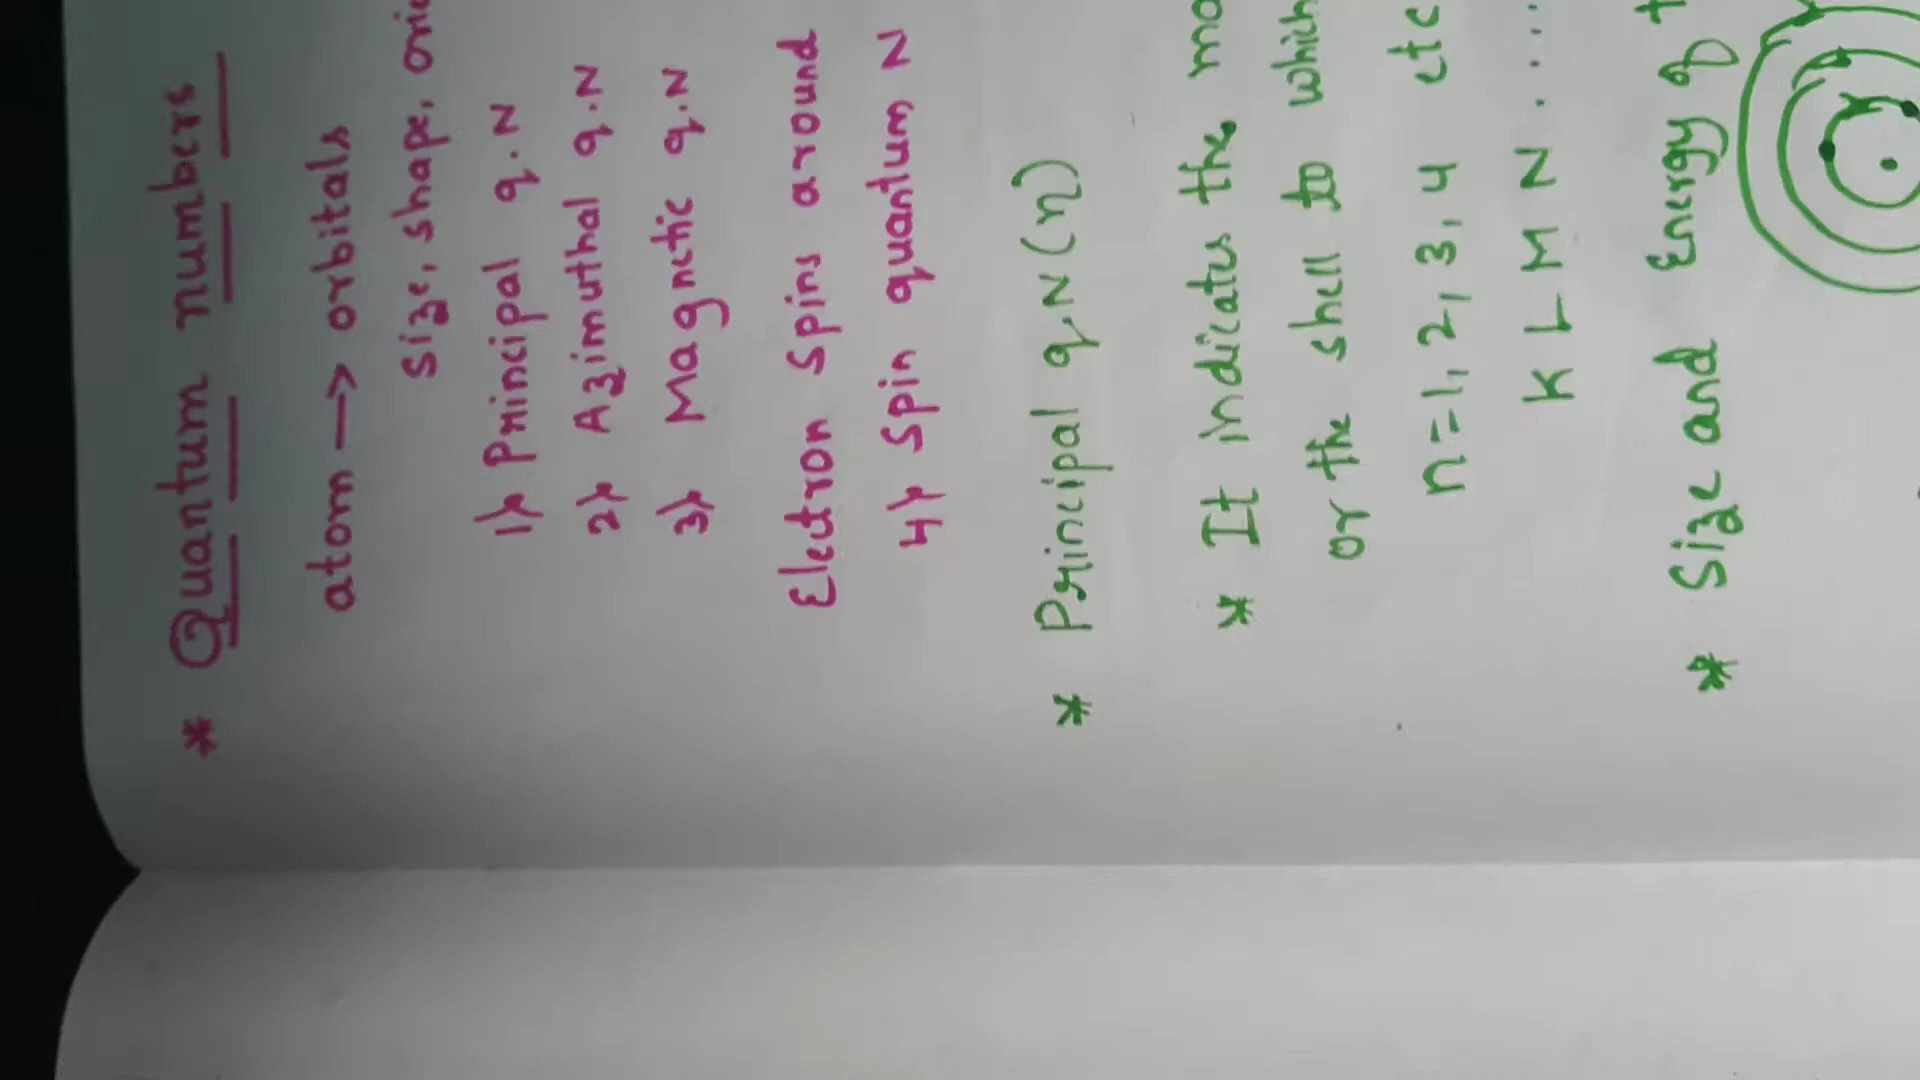 * Quantum numbers
atom → orbitals
size, shape,
1) Principal q.N
2) Azimuthal q.N
3) Magnetic q.N
Electron spins around
4) Spin quantum N
* Principal q.N (n)
* It indicates the
or the shell to which
n = 1, 2, 3, 4 etc
K L M N ....
* Size and Energy of